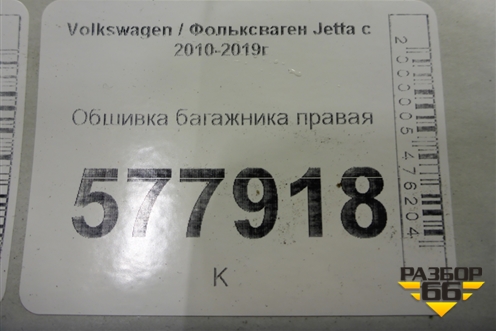 Volkswagen / Фольксваген Jetta с
2010-2019г
Обшивка багажника правая
577918
К
2000005476204
РАЗБОР
66